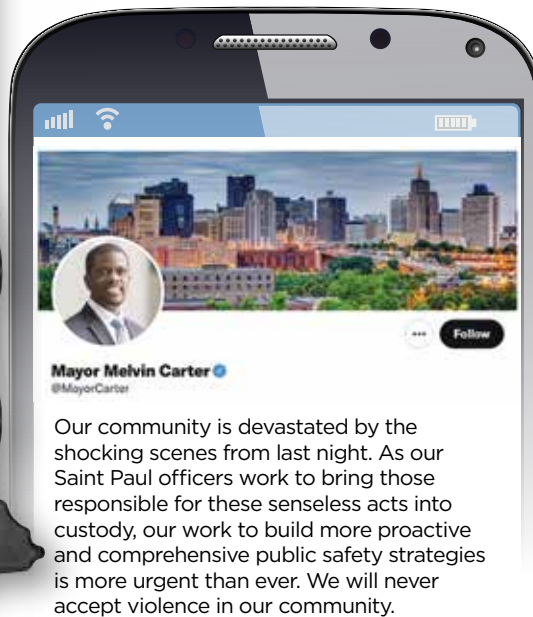 Follow
Mayor Melvin Carter
@MayorCarter
Our community is devastated by the
shocking scenes from last night. As our
Saint Paul officers work to bring those
responsible for these senseless acts into
custody, our work to build more proactive
and comprehensive public safety strategies
is more urgent than ever. We will never
accept violence in our community.